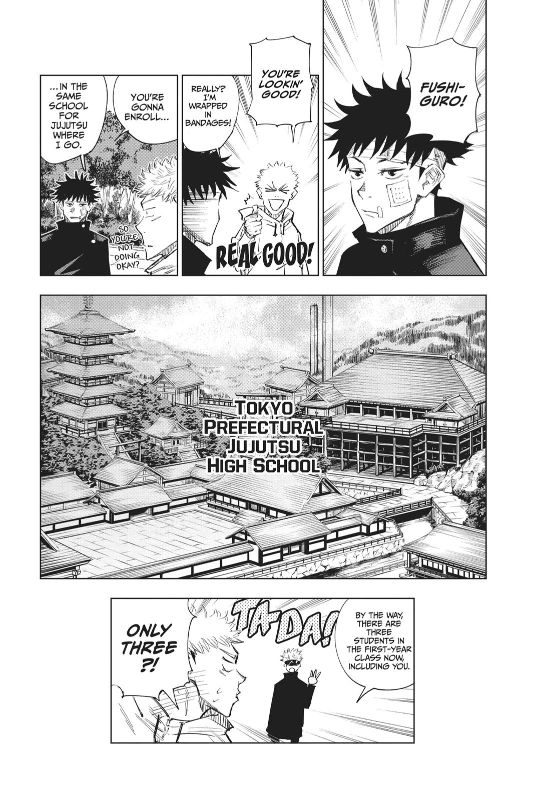 FUSHI-
GURO!
YOU'RE
LOOKIN'
GOOD!
REALLY?
I'M
WRAPPED
IN
BANDAGES!
REAL GOOD!
YOU'RE
GONNA
ENROLL...
SO
YOU'RE
NOT
DOING
OKAY?
...IN THE
SAME
SCHOOL
FOR
JUJUTSU
WHERE
I GO.
TOKYO
PREFECTURAL
JUJUTSU
HIGH SCHOOL
BY THE WAY,
THERE ARE
THREE
STUDENTS
IN THE
FIRST-YEAR
CLASS NOW,
INCLUDING YOU.
TA-DA!
ONLY
THREE
?!